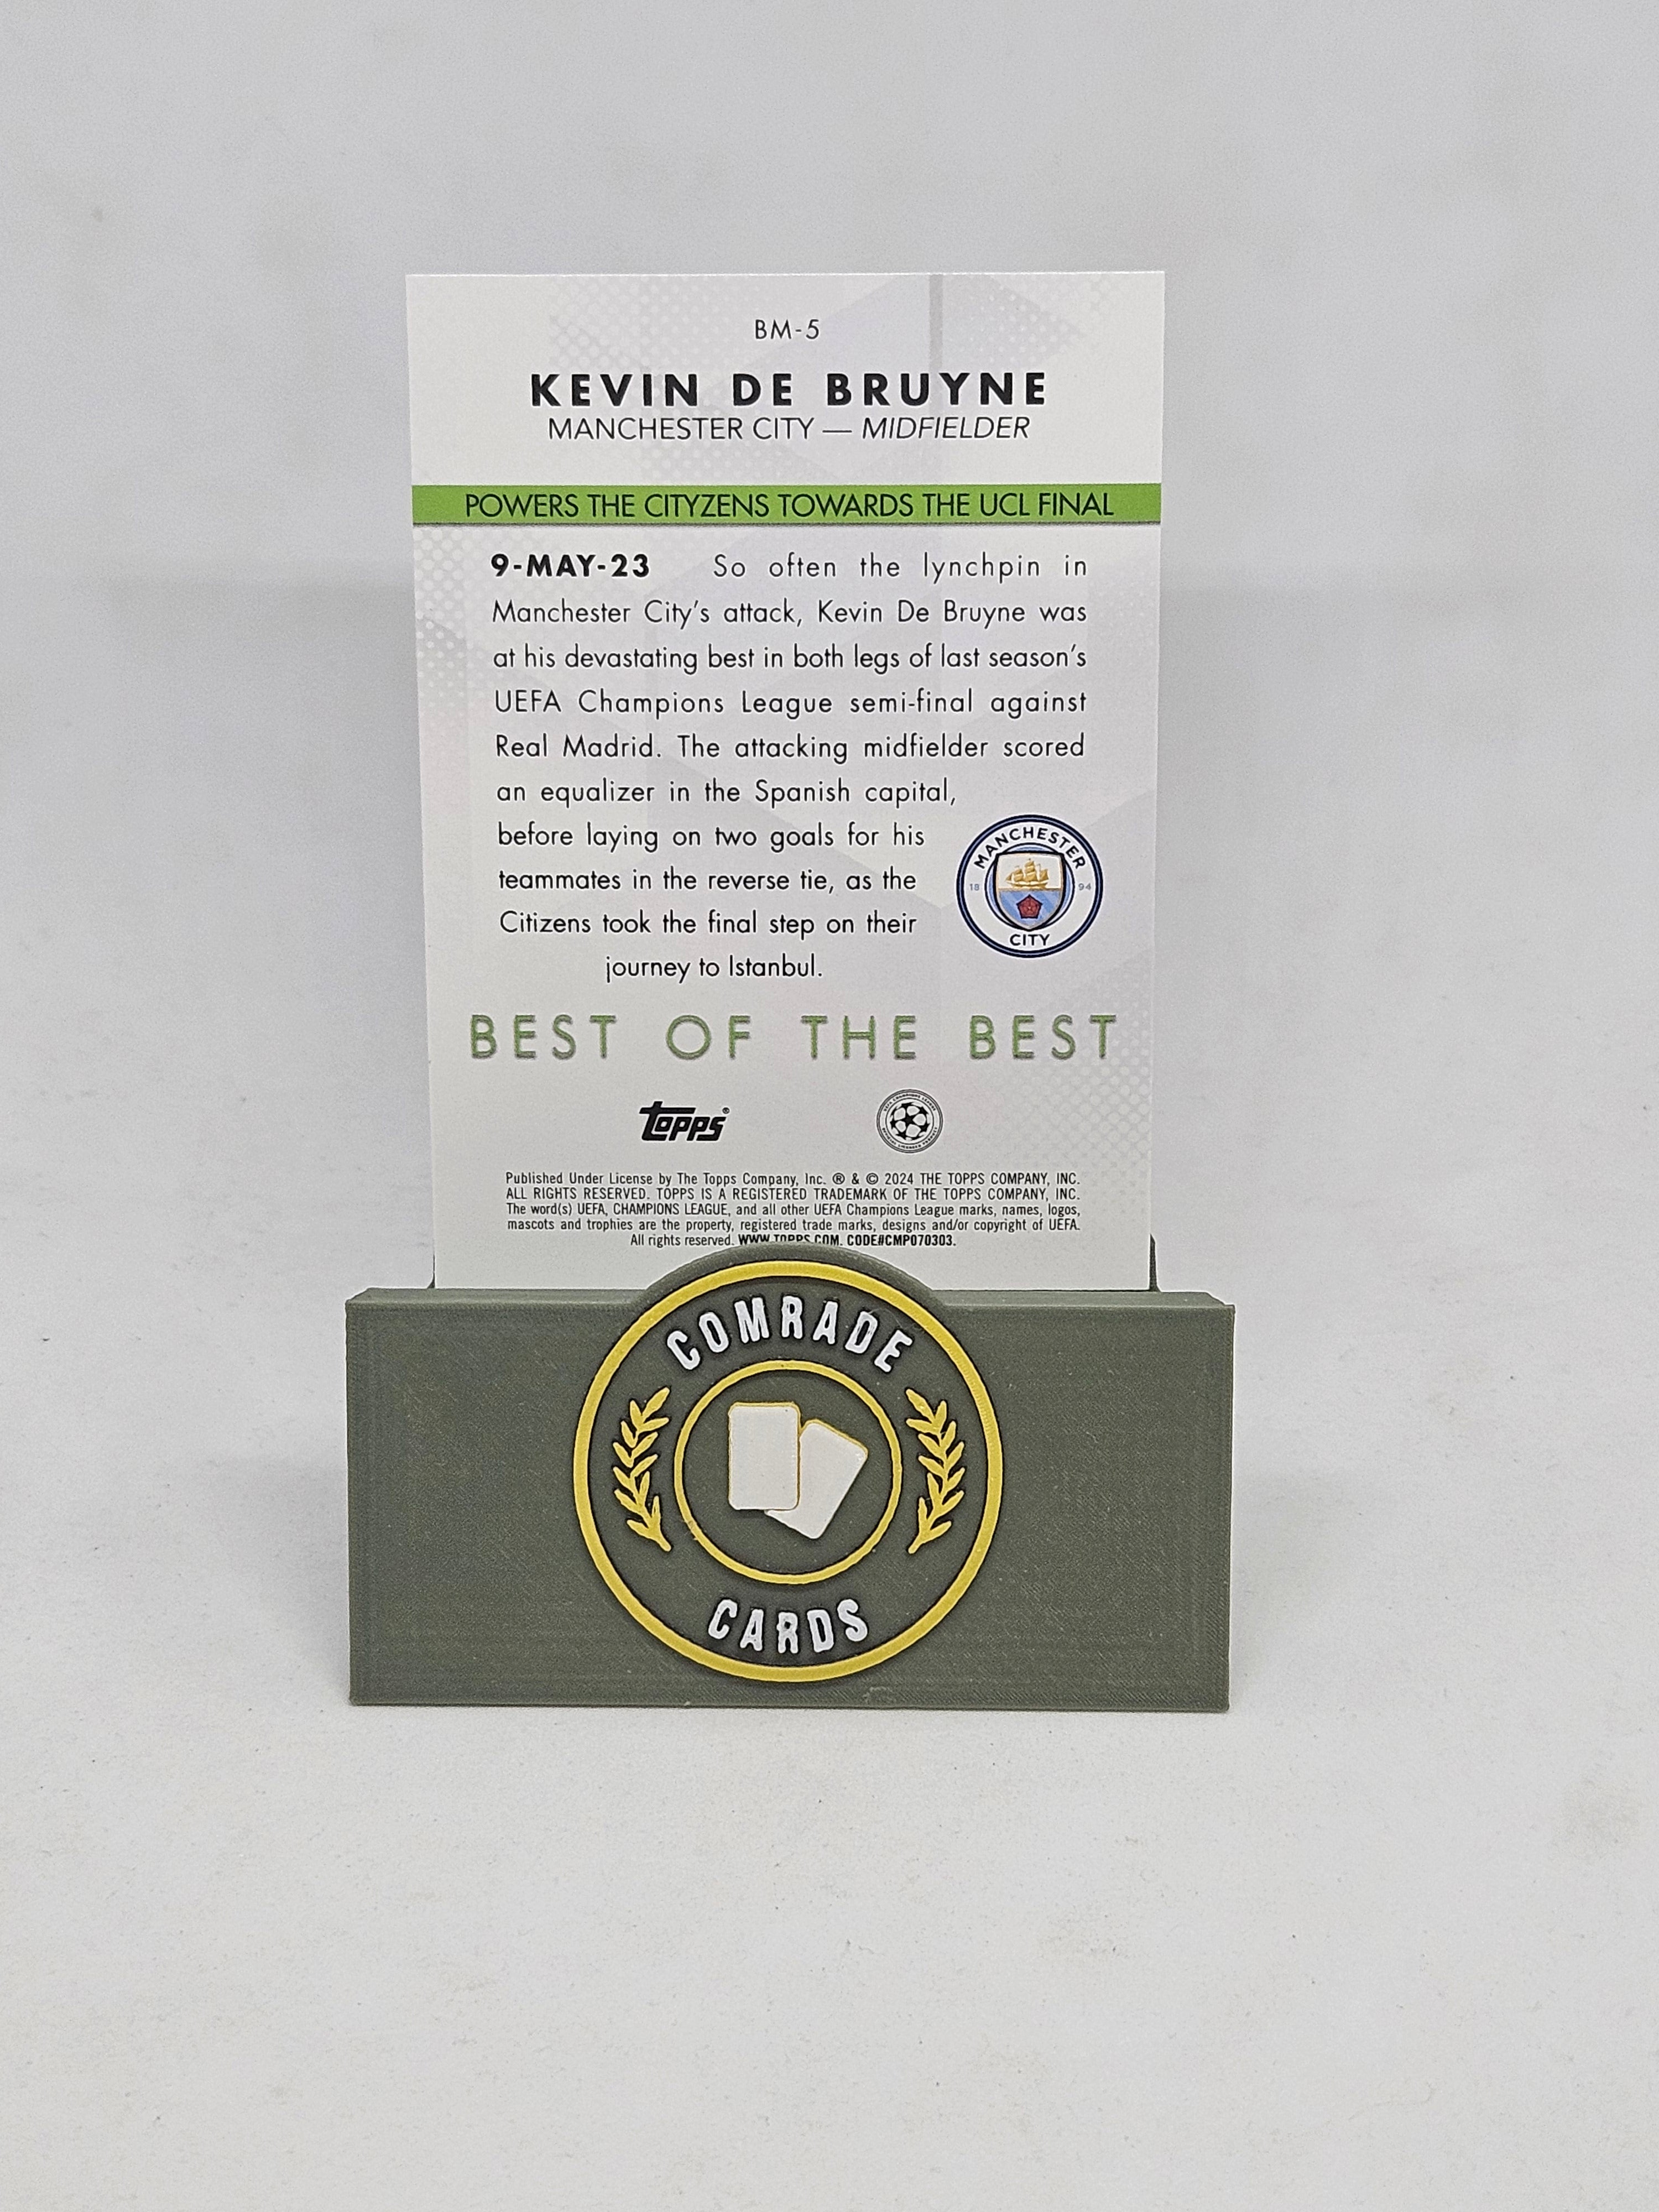 BM-5
KEVIN DE BRUYNE
MANCHESTER CITY — MIDFIELDER
POWERS THE CITYZENS TOWARDS THE UCL FINAL
9-MAY-23 So often the lynchpin in
Manchester City's attack, Kevin De Bruyne was
at his devastating best in both legs of last season's
UEFA Champions League semi-final against
Real Madrid. The attacking midfielder scored
an equalizer in the Spanish capital,
before laying on two goals for his
teammates in the reverse tie, as the
Citizens took the final step on their
journey to Istanbul.
MANCHESTER
18 94
CITY
BEST OF THE BEST
topps®
Published Under License by The Topps Company, Inc. ® & © 2024 THE TOPPS COMPANY, INC.
ALL RIGHTS RESERVED. TOPPS IS A REGISTERED TRADEMARK OF THE TOPPS COMPANY, INC.
The word(s) UEFA, CHAMPIONS LEAGUE, and all other UEFA Champions League marks, names, logos,
mascots and trophies are the property, registered trade marks, designs and/or copyright of UEFA.
All rights reserved. WWW.TOPPS.COM. CODE#CMP070303.
COMRADE
CARDS